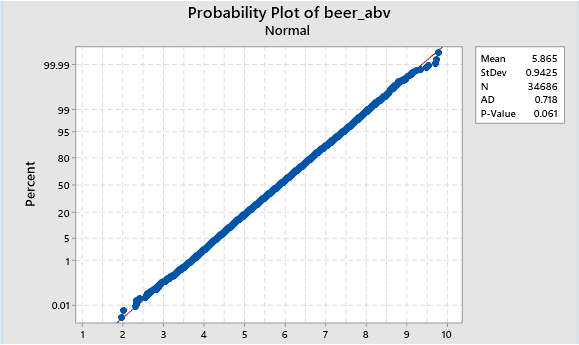 Probability Plot of beer_abv
Normal
Mean 5.865
StDev 0.9425
N 34686
AD 0.718
P-Value 0.061
Percent
99.99
99
95
80
50
20
5
1
0.01
1 2 3 4 5 6 7 8 9 10